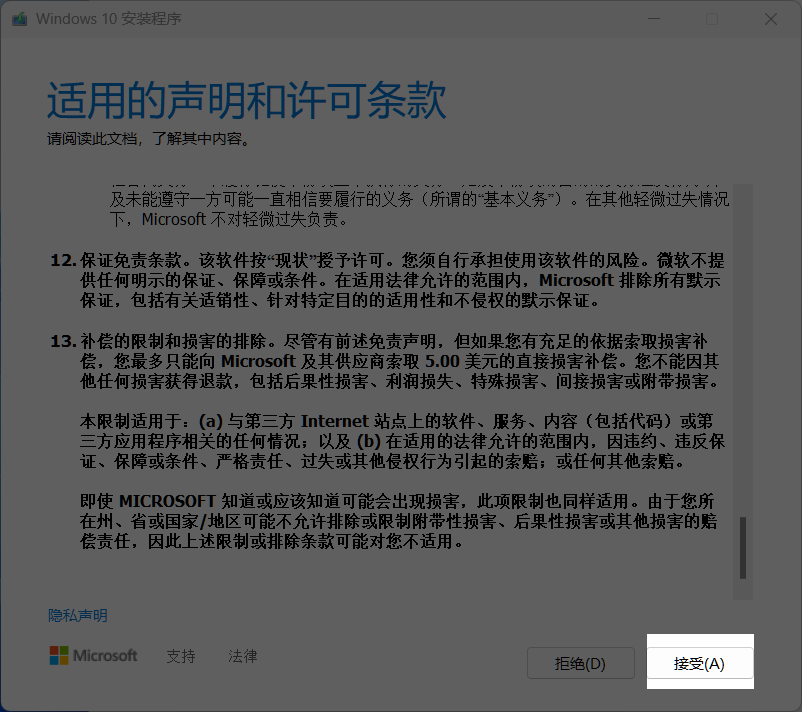 Windows 10 安装程序
适用的声明和许可条款
请阅读此文档，了解其中内容。
及未能遵守一方可能一直相信要履行的义务（所谓的“基本义务”）。在其他轻微过失情况
下，Microsoft 不对轻微过失负责。
12. 保证免责条款。该软件按“现状”授予许可。您须自行承担使用该软件的风险。微软不提
供任何明示的保证、保障或条件。在适用法律允许的范围内，Microsoft 排除所有默示
保证，包括有关适销性、针对特定目的的适用性和不侵权的默示保证。
13. 补偿的限制和损害的排除。尽管有前述免责声明，但如果您有充足的依据索取损害补
偿，您最多只能向 Microsoft 及其供应商索取 5.00 美元的直接损害补偿。您不能因其
他任何损害获得退款，包括后果性损害、利润损失、特殊损害、间接损害或附带损害。
本限制适用于：(a) 与第三方 Internet 站点上的软件、服务、内容（包括代码）或第
三方应用程序相关的任何情况；以及 (b) 在适用的法律允许的范围内，因违约、违反保
证、保障或条件、严格责任、过失或其他侵权行为引起的索赔；或任何其他索赔。
即使 MICROSOFT 知道或应该知道可能会出现损害，此项限制也同样适用。由于您所
在州、省或国家/地区可能不允许排除或限制附带性损害、后果性损害或其他损害的赔
偿责任，因此上述限制或排除条款可能对您不适用。
隐私声明
Microsoft 支持 法律 拒绝(D) 接受(A)